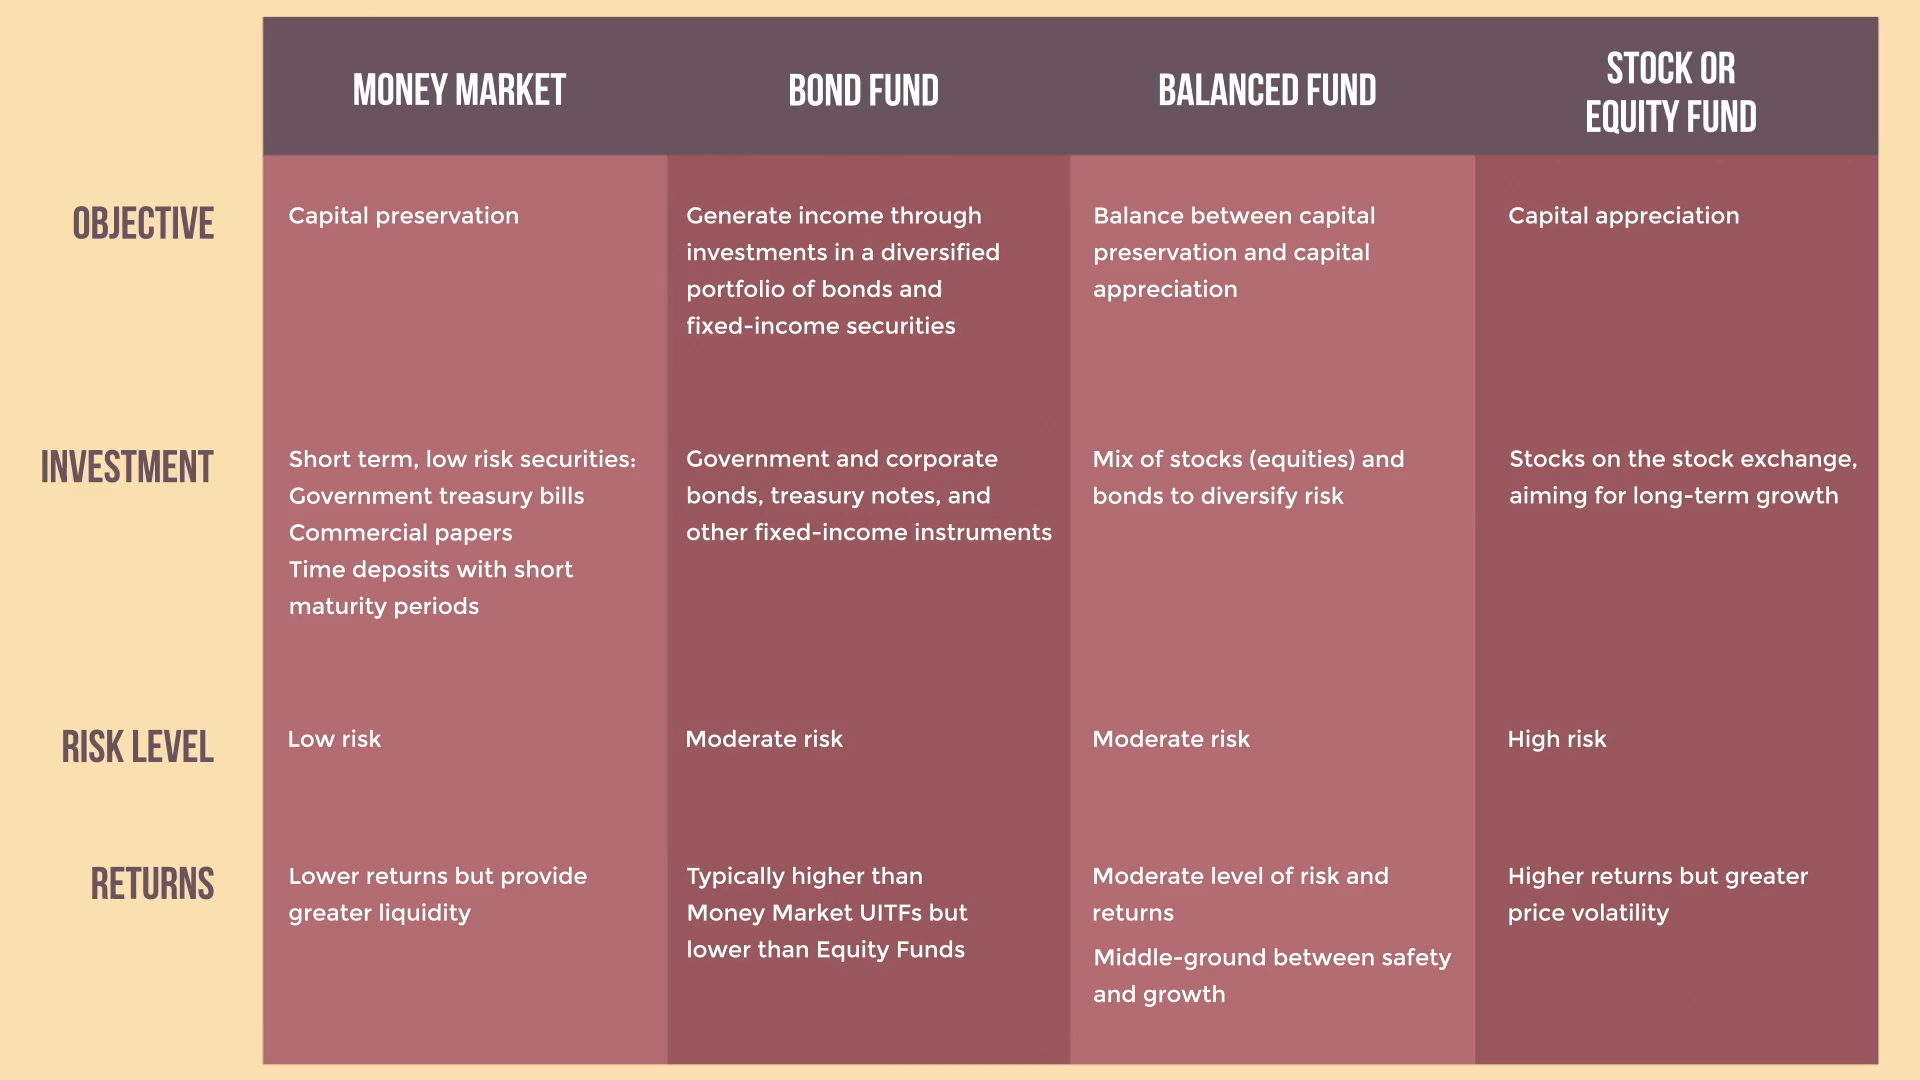 MONEY MARKET
BOND FUND
BALANCED FUND
STOCK OR
EQUITY FUND
OBJECTIVE
Capital preservation
Generate income through
investments in a diversified
portfolio of bonds and
fixed-income securities
Balance between capital
preservation and capital
appreciation
Capital appreciation
INVESTMENT
Short term, low risk securities:
Government treasury bills
Commercial papers
Time deposits with short
maturity periods
Government and corporate
bonds, treasury notes, and
other fixed-income instruments
Mix of stocks (equities) and
bonds to diversify risk
Stocks on the stock exchange,
aiming for long-term growth
RISK LEVEL
Low risk
Moderate risk
Moderate risk
High risk
RETURNS
Lower returns but provide
greater liquidity
Typically higher than
Money Market UITFs but
lower than Equity Funds
Moderate level of risk and
returns
Middle-ground between safety
and growth
Higher returns but greater
price volatility